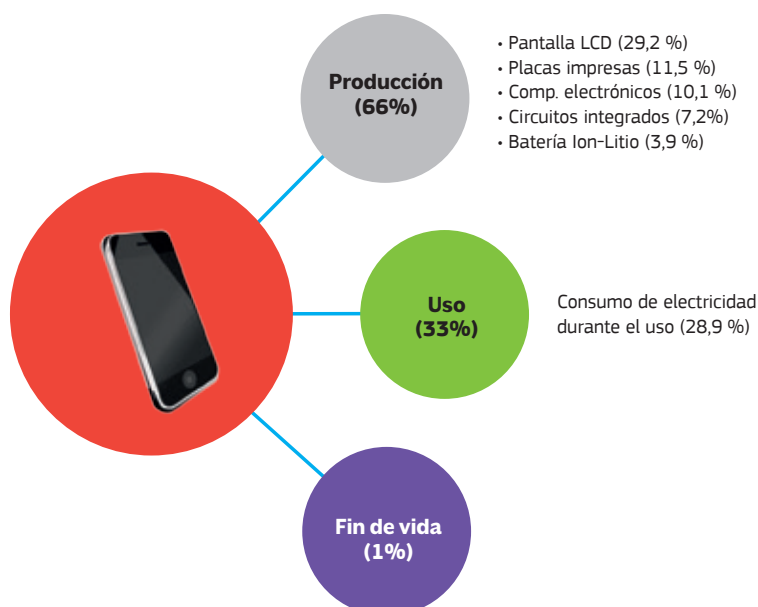 Producción
(66%)
• Pantalla LCD (29,2 %)
• Placas impresas (11,5 %)
• Comp. electrónicos (10,1 %)
• Circuitos integrados (7,2%)
• Batería Ion-Litio (3,9 %)
Uso
(33%)
Consumo de electricidad
durante el uso (28,9 %)
Fin de vida
(1%)